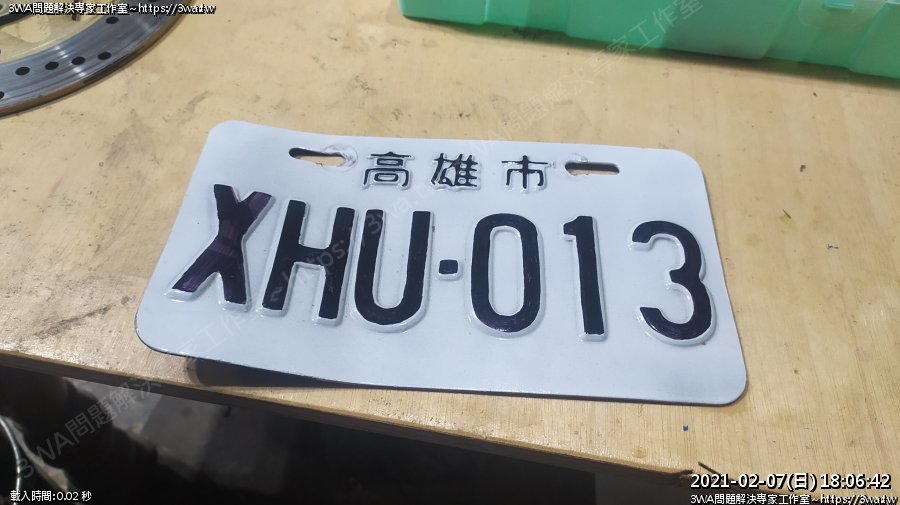 3WA問題解決專家工作室~https://3wa.tw
高雄市
XHU·013
2021-02-07(日) 18:06:42
載入時間:0.02 秒
3WA問題解決專家工作室~https://3wa.tw